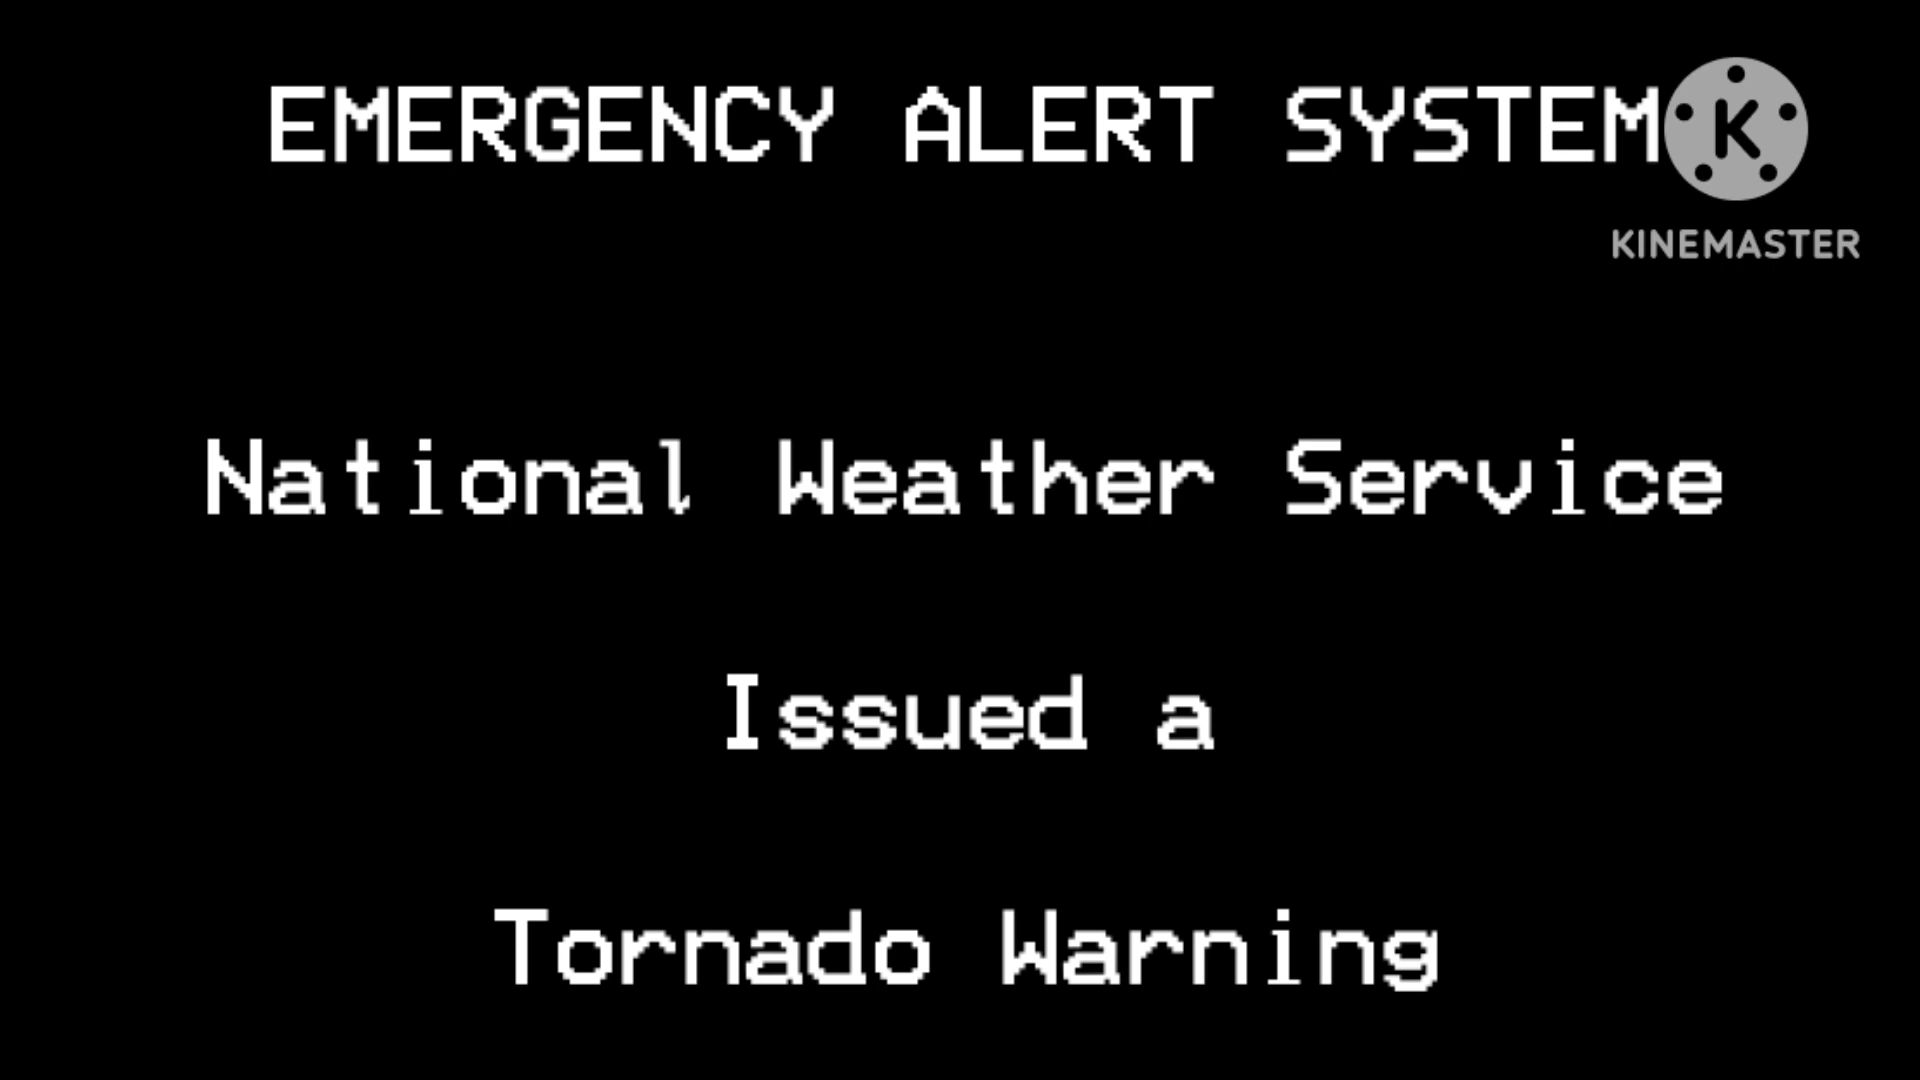 EMERGENCY ALERT SYSTEM
K
KINEMASTER
National Weather Service
Issued a
Tornado Warning